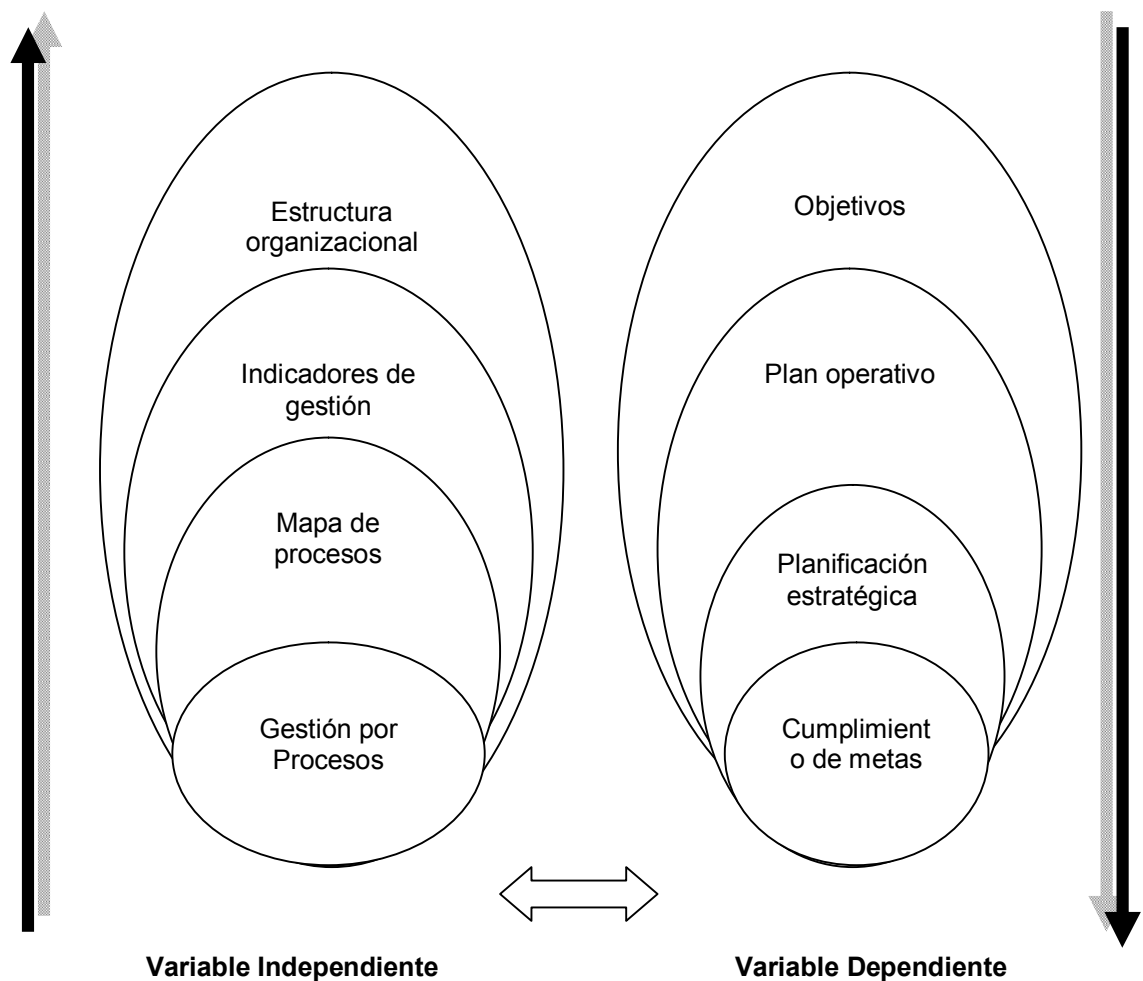 Estructura
organizacional
Objetivos
Indicadores de
gestión
Plan operativo
Mapa de
procesos
Planificación
estratégica
Gestión por
Procesos
Cumplimient
o de metas
Variable Independiente
Variable Dependiente